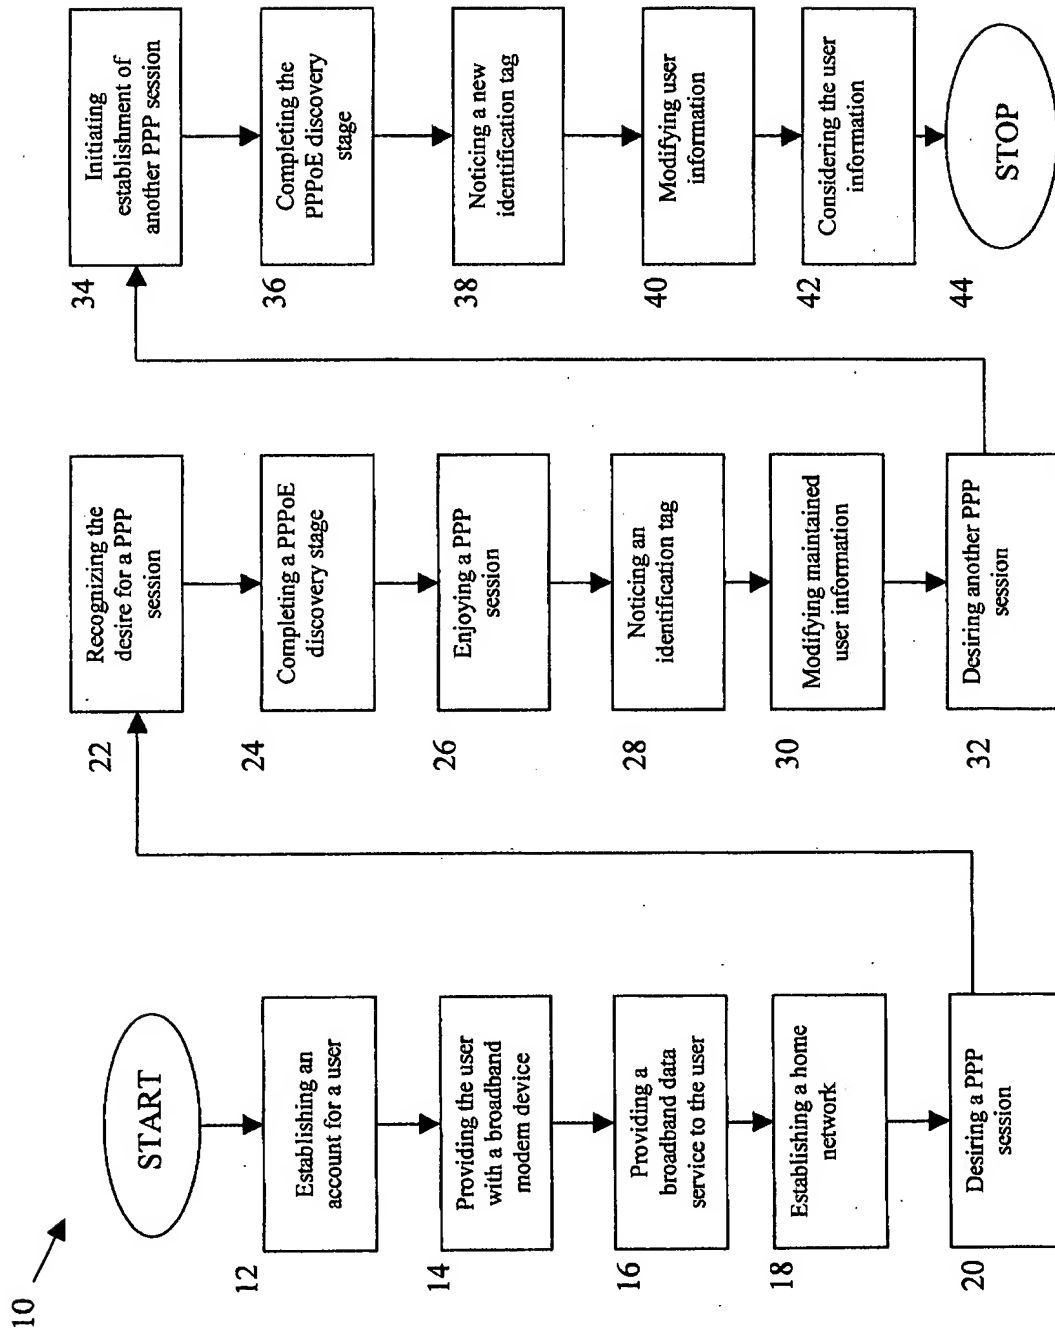 10
START
12
Establishing an
account for a user
14
Providing the user
with a broadband
modem device
16
Providing a
broadband data
service to the user
18
Establishing a home
network
20
Desiring a PPP
session
22
Recognizing the
desire for a PPP
session
24
Completing a PPPoE
discovery stage
26
Enjoying a PPP
session
28
Noticing an
identification tag
30
Modifying maintained
user information
32
Desiring another PPP
session
34
Initiating
establishment of
another PPP session
36
Completing the
PPPoE discovery
stage
38
Noticing a new
identification tag
40
Modifying user
information
42
Considering the user
information
44
STOP